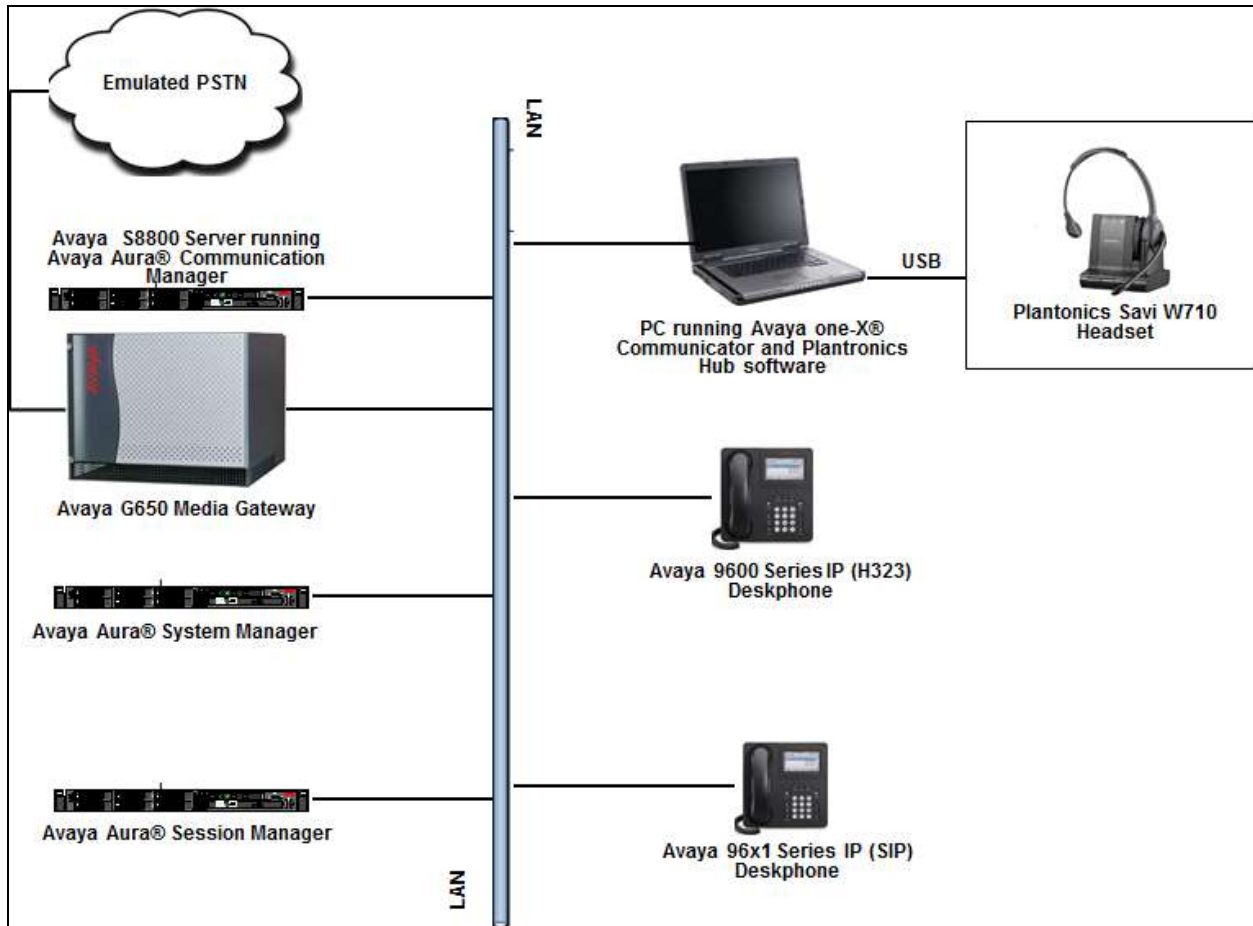 Emulated PSTN
LAN
Avaya S8800 Server running
Avaya Aura® Communication
Manager
AVAYA
Avaya G650 Media Gateway
Avaya Aura® System Manager
Avaya Aura® Session Manager
LAN
USB
PC running Avaya one-X®
Communicator and Plantronics
Hub software
Plantonics Savi W710
Headset
Avaya 9600 Series IP (H323)
Deskphone
Avaya 96x1 Series IP (SIP)
Deskphone